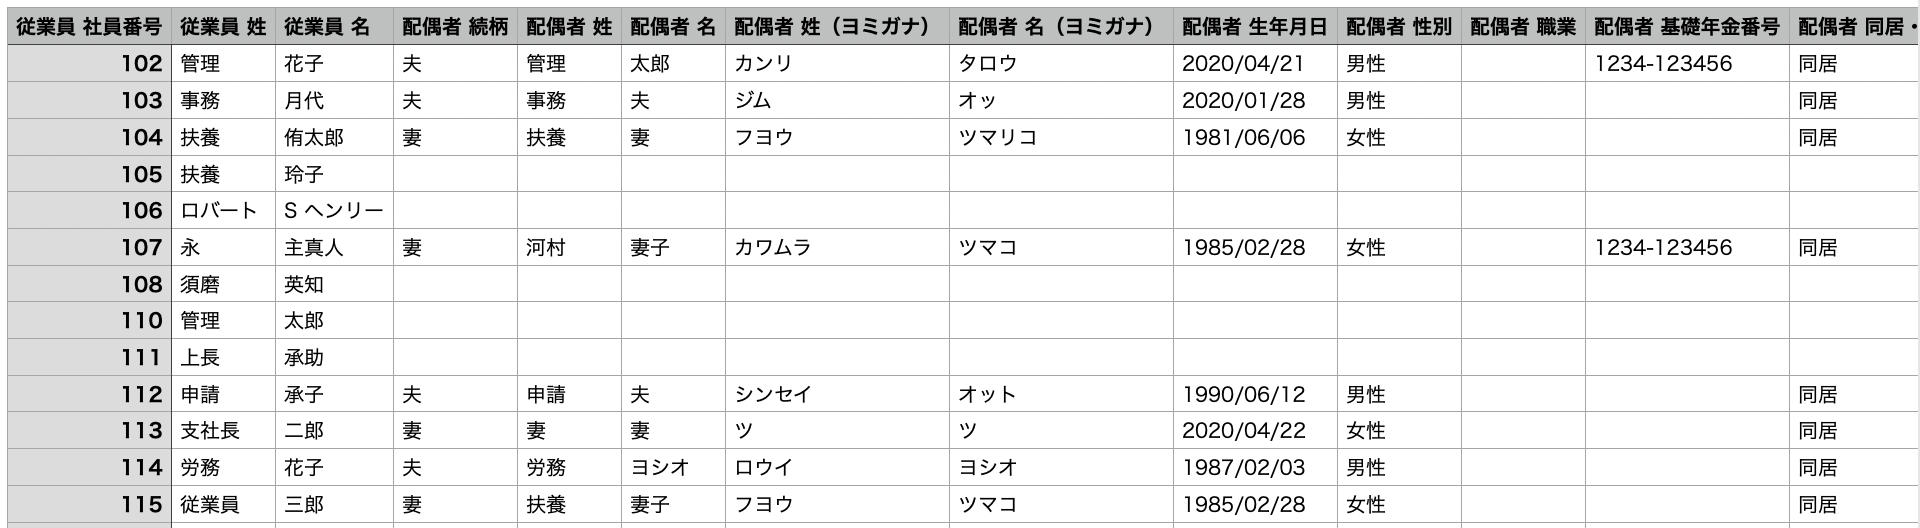 従業員 社員番号 従業員 姓 従業員 名 配偶者 続柄 配偶者 姓 配偶者 名 配偶者 姓（ヨミガナ） 配偶者 名（ヨミガナ） 配偶者 生年月日 配偶者 性別 配偶者 職業 配偶者 基礎年金番号 配偶者 同居・
102 管理 花子 夫 管理 太郎 カンリ タロウ 2020/04/21 男性 1234-123456 同居
103 事務 月代 夫 事務 夫 ジム オッ 2020/01/28 男性 同居
104 扶養 侑太郎 妻 扶養 妻 フヨウ ツマリコ 1981/06/06 女性 同居
105 扶養 玲子
106 ロバート S ヘンリー
107 永 主真人 妻 河村 妻子 カワムラ ツマコ 1985/02/28 女性 1234-123456 同居
108 須磨 英知
110 管理 太郎
111 上長 承助
112 申請 承子 夫 申請 夫 シンセイ オット 1990/06/12 男性 同居
113 支社長 二郎 妻 妻 妻 ツ ツ 2020/04/22 女性 同居
114 労務 花子 夫 労務 ヨシオ ロウイ ヨシオ 1987/02/03 男性 同居
115 従業員 三郎 妻 扶養 妻子 フヨウ ツマコ 1985/02/28 女性 同居